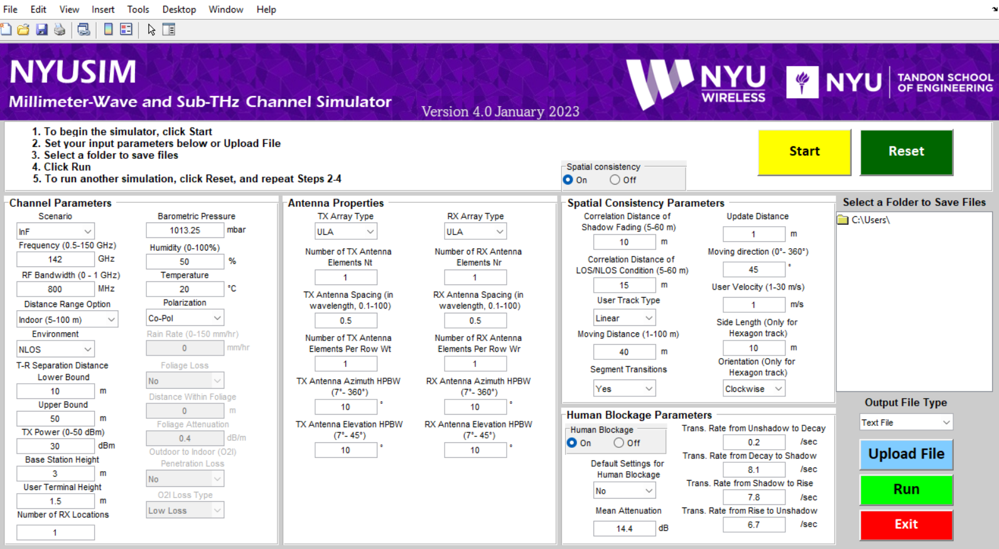 File Edit View Insert Tools Desktop Window Help
NYUSIM
Millimeter-Wave and Sub-THz Channel Simulator
Version 4.0 January 2023
NYU
WIRELESS
NYU
TANDON SCHOOL
OF ENGINEERING
1. To begin the simulator, click Start
2. Set your input parameters below or Upload File
3. Select a folder to save files
4. Click Run
5. To run another simulation, click Reset, and repeat Steps 2-4
Spatial consistency
On Off
Start
Reset
Channel Parameters
Scenario
InF
Frequency (0.5-150 GHz)
142 GHz
RF Bandwidth (0 - 1 GHz)
800 MHz
Distance Range Option
Indoor (5-100 m)
Environment
NLOS
T-R Separation Distance
Lower Bound
10 m
Upper Bound
50 m
TX Power (0-50 dBm)
30 dBm
Base Station Height
3 m
User Terminal Height
1.5 m
Number of RX Locations
1
Barometric Pressure
1013.25 mbar
Humidity (0-100%)
50 %
Temperature
20 °C
Polarization
Co-Pol
Rain Rate (0-150 mm/hr)
0 mm/hr
Foliage Loss
No
Distance Within Foliage
0 m
Foliage Attenuation
0.4 dB/m
Outdoor to Indoor (O2I)
Penetration Loss
No
O2I Loss Type
Low Loss
Antenna Properties
TX Array Type
ULA
Number of TX Antenna
Elements Nt
1
TX Antenna Spacing (in
wavelength, 0.1-100)
0.5
Number of TX Antenna
Elements Per Row Wt
1
TX Antenna Azimuth HPBW
(7°- 360°)
10 °
TX Antenna Elevation HPBW
(7°- 45°)
10 °
RX Array Type
ULA
Number of RX Antenna
Elements Nr
1
RX Antenna Spacing (in
wavelength, 0.1-100)
0.5
Number of RX Antenna
Elements Per Row Wr
1
RX Antenna Azimuth HPBW
(7°- 360°)
10 °
RX Antenna Elevation HPBW
(7°- 45°)
10 °
Spatial Consistency Parameters
Correlation Distance of
Shadow Fading (5-60 m)
10 m
Correlation Distance of
LOS/NLOS Condition (5-60 m)
15 m
User Track Type
Linear
Moving Distance (1-100 m)
40 m
Segment Transitions
Yes
Update Distance
1 m
Moving direction (0°- 360°)
45 °
User Velocity (1-30 m/s)
1 m/s
Side Length (Only for
Hexagon track)
10 m
Orientation (Only for
Hexagon track)
Clockwise
Human Blockage Parameters
Human Blockage
On Off
Default Settings for
Human Blockage
No
Mean Attenuation
14.4 dB
Trans. Rate from Unshadow to Decay
0.2 /sec
Trans. Rate from Decay to Shadow
8.1 /sec
Trans. Rate from Shadow to Rise
7.8 /sec
Trans. Rate from Rise to Unshadow
6.7 /sec
Select a Folder to Save Files
C:\Users\
Output File Type
Text File
Upload File
Run
Exit